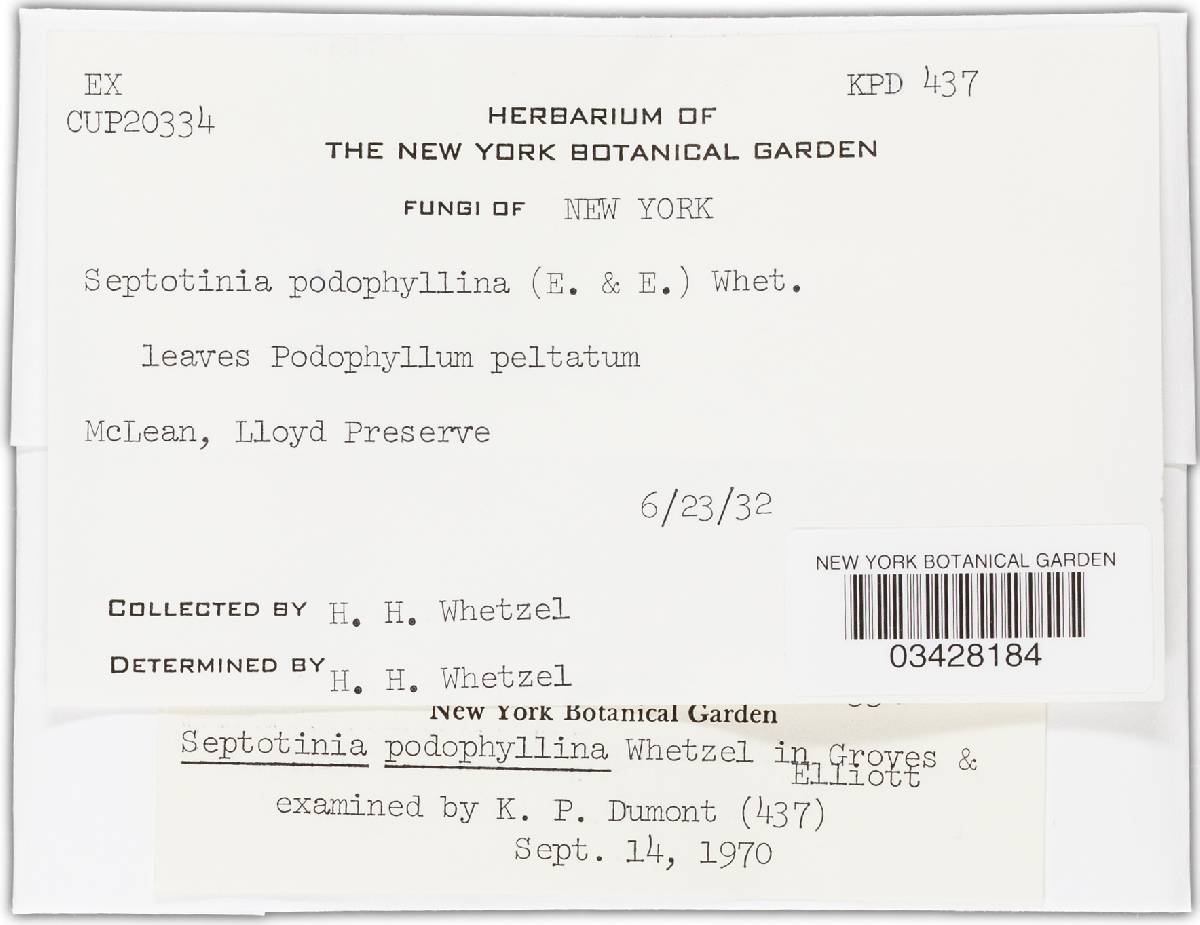 EX
KPD 437
CUP20334
HERBARIUM OF
THE NEW YORK BOTANICAL GARDEN
FUNGI OF NEW YORK
Septotinia podophyllina (E. & E.) Whet.
leaves Podophyllum peltatum
McLean, Lloyd Preserve
6/23/32
NEW YORK BOTANICAL GARDEN
03428184
COLLECTED BY H. H. Whetzel
DETERMINED BY H. H. Whetzel
New York Botanical Garden
Septotinia podophyllina Whetzel in Groves &
Elliott
examined by K. P. Dumont (437)
Sept. 14, 1970